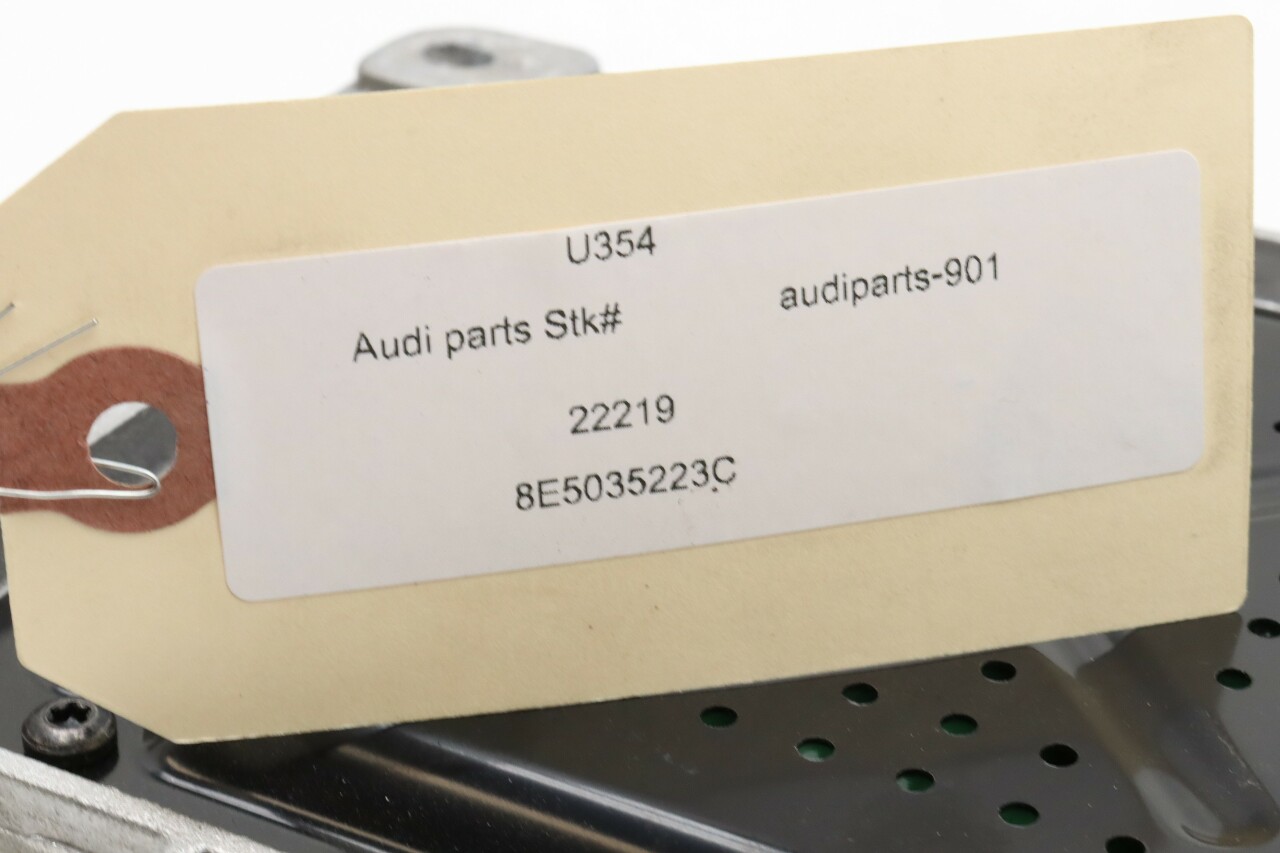 U354
Audi parts Stk# audiparts-901
22219
8E5035223C